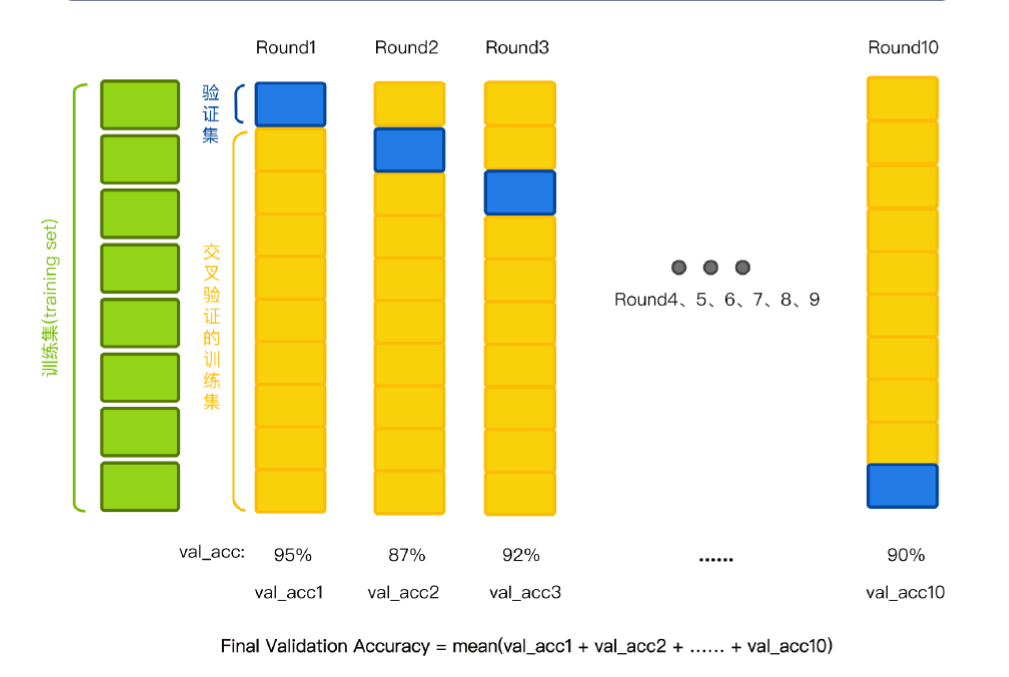 Round1
Round2
Round3
Round10
验证集
训练集(training set)
交叉验证的训练集
Round4、5、6、7、8、9
val_acc:
95%
87%
92%
......
90%
val_acc1
val_acc2
val_acc3
val_acc10
Final Validation Accuracy = mean(val_acc1 + val_acc2 + ...... + val_acc10)